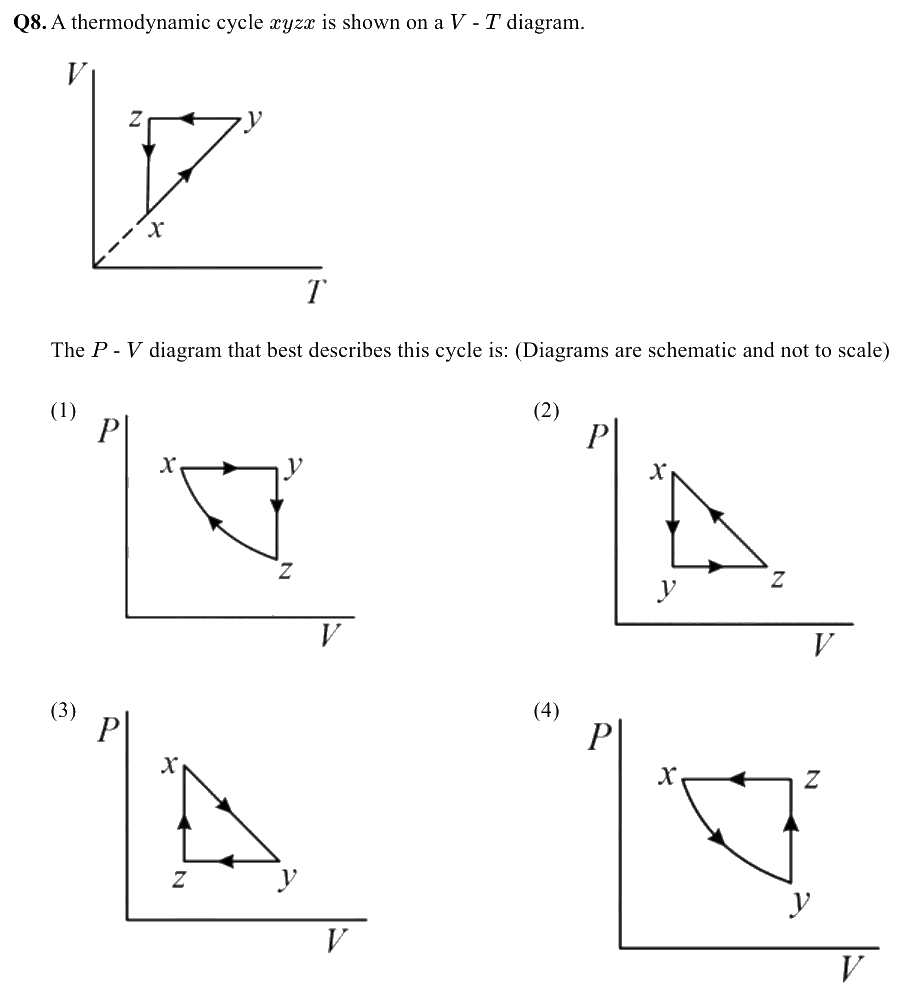 Q8. A thermodynamic cycle xyzx is shown on a V - T diagram.
V
z
y
x
T
The P - V diagram that best describes this cycle is: (Diagrams are schematic and not to scale)
(1)
P
x
y
z
V
(2)
P
x
y
z
V
(3)
P
x
z
y
V
(4)
P
x
z
y
V